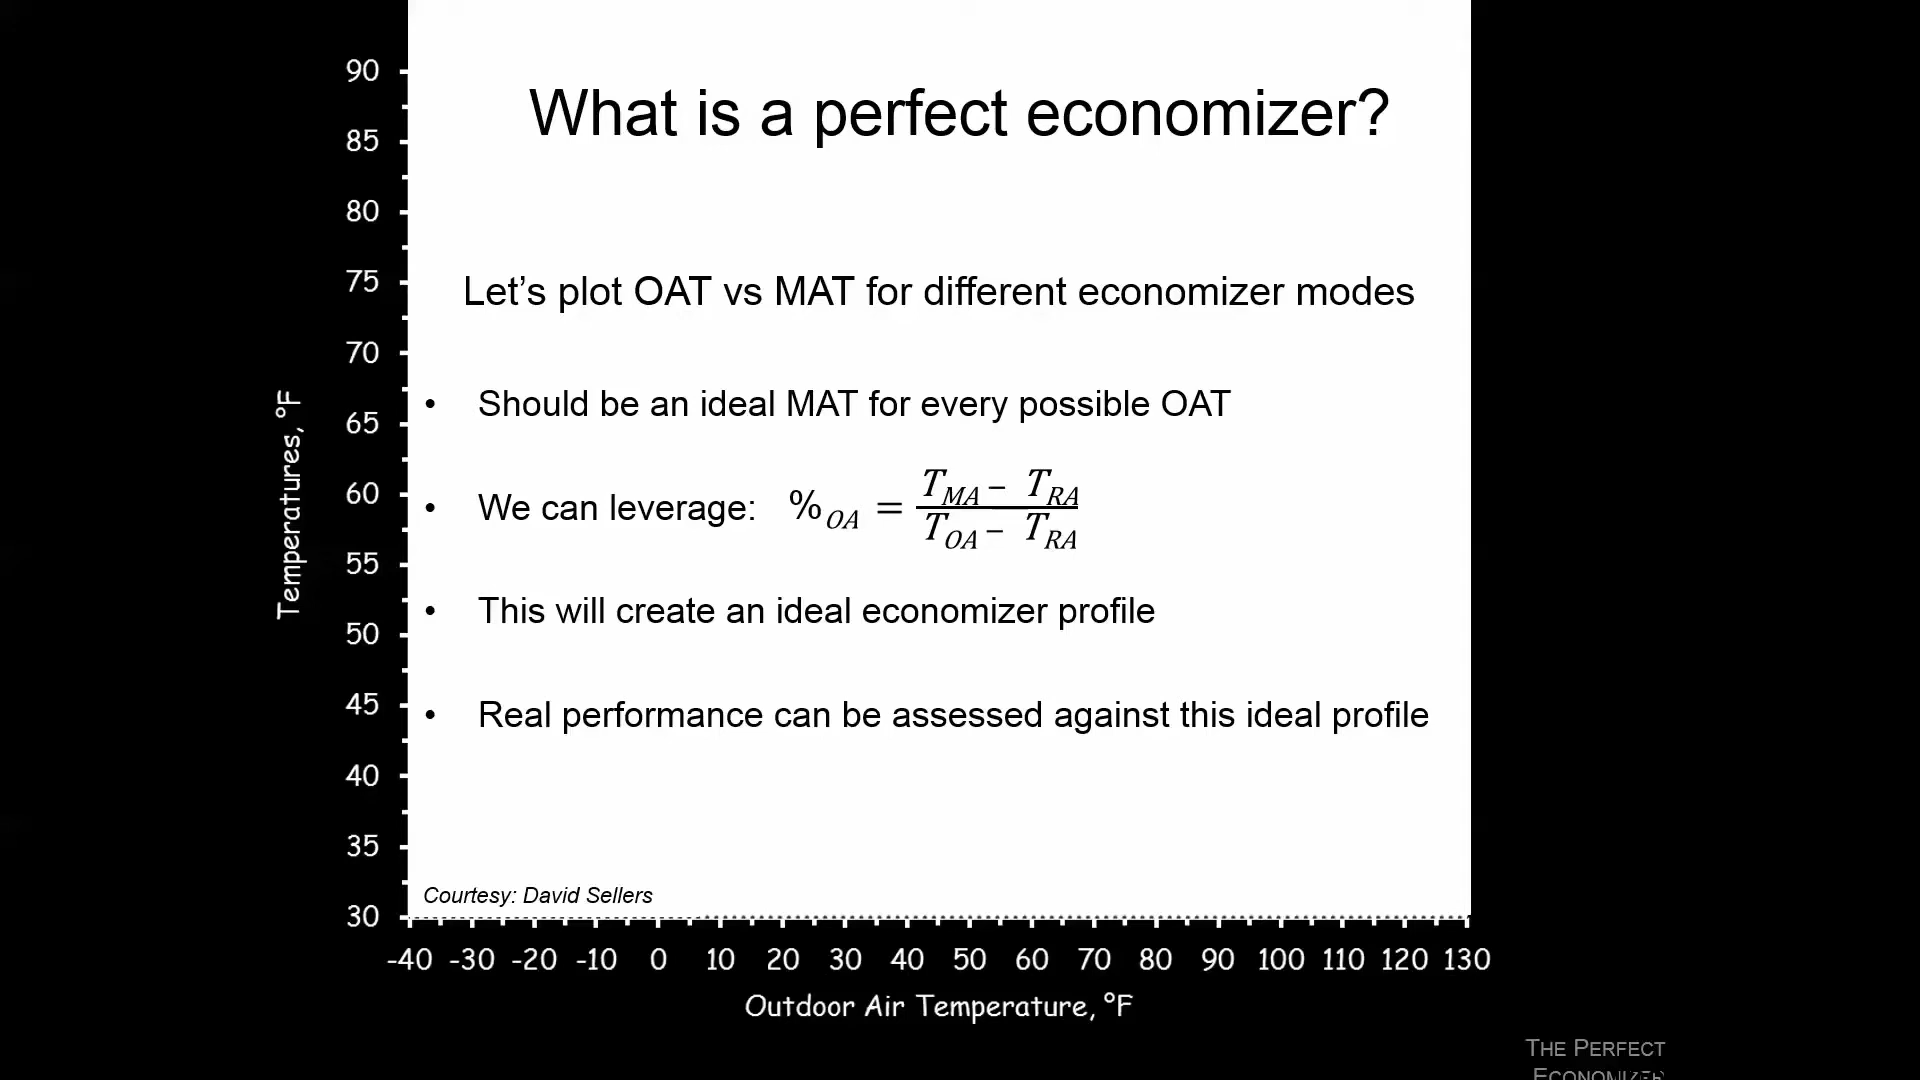 What is a perfect economizer?
Let's plot OAT vs MAT for different economizer modes
• Should be an ideal MAT for every possible OAT
• We can leverage: %OA = (TMA – TRA) / (TOA – TRA)
• This will create an ideal economizer profile
• Real performance can be assessed against this ideal profile
Courtesy: David Sellers
Temperatures, °F
90
85
80
75
70
65
60
55
50
45
40
35
30
-40 -30 -20 -10 0 10 20 30 40 50 60 70 80 90 100 110 120 130
Outdoor Air Temperature, °F
THE PERFECT
ECONOMIZER